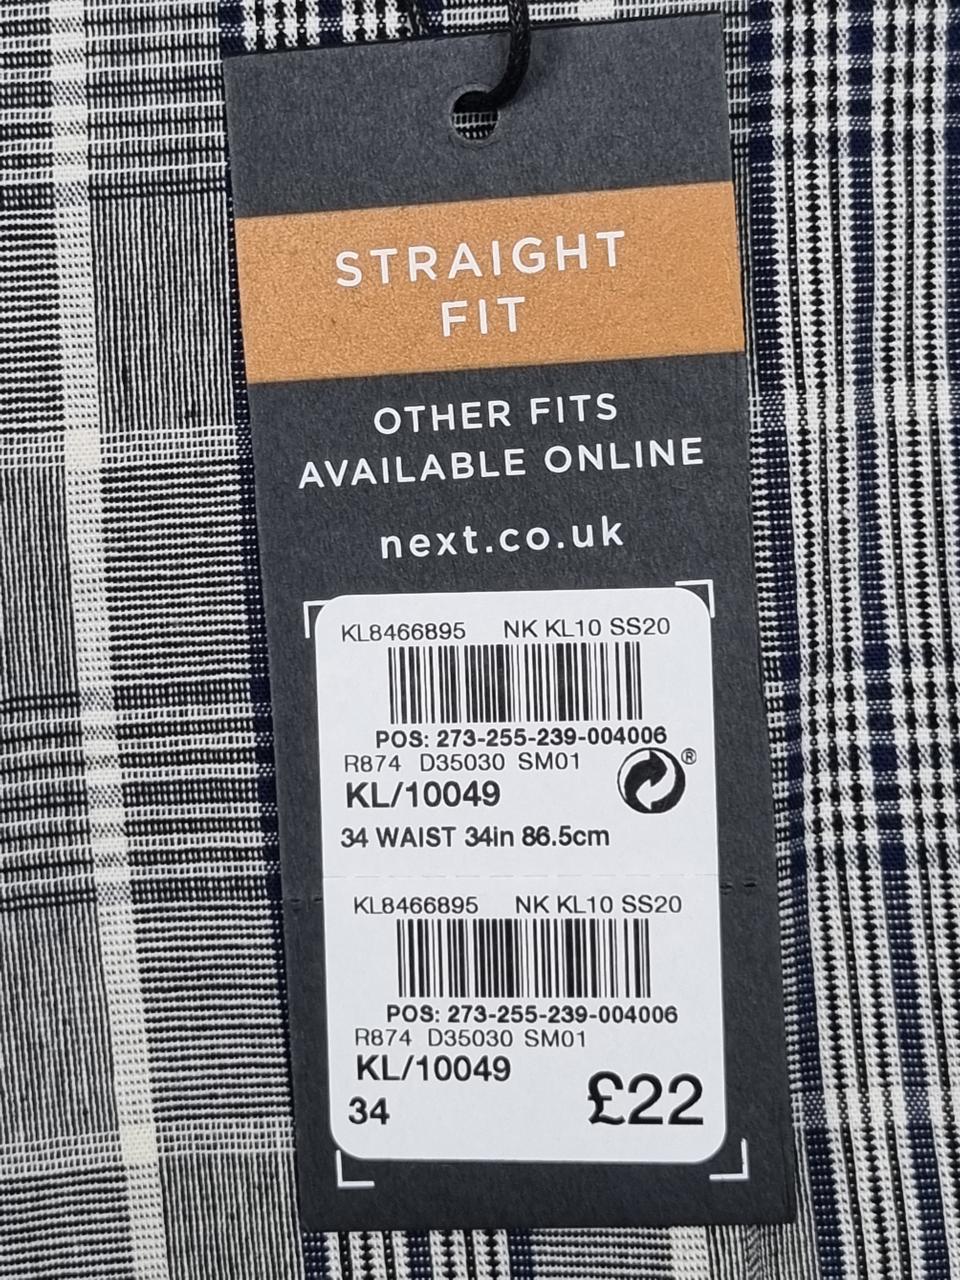 STRAIGHT
FIT
OTHER FITS
AVAILABLE ONLINE
next.co.uk
KL8466895 NK KL10 SS20
POS: 273-255-239-004006
R874 D35030 SM01
®
KL/10049
34 WAIST 34in 86.5cm
KL8466895 NK KL10 SS20
POS: 273-255-239-004006
R874 D35030 SM01
KL/10049
34 £22